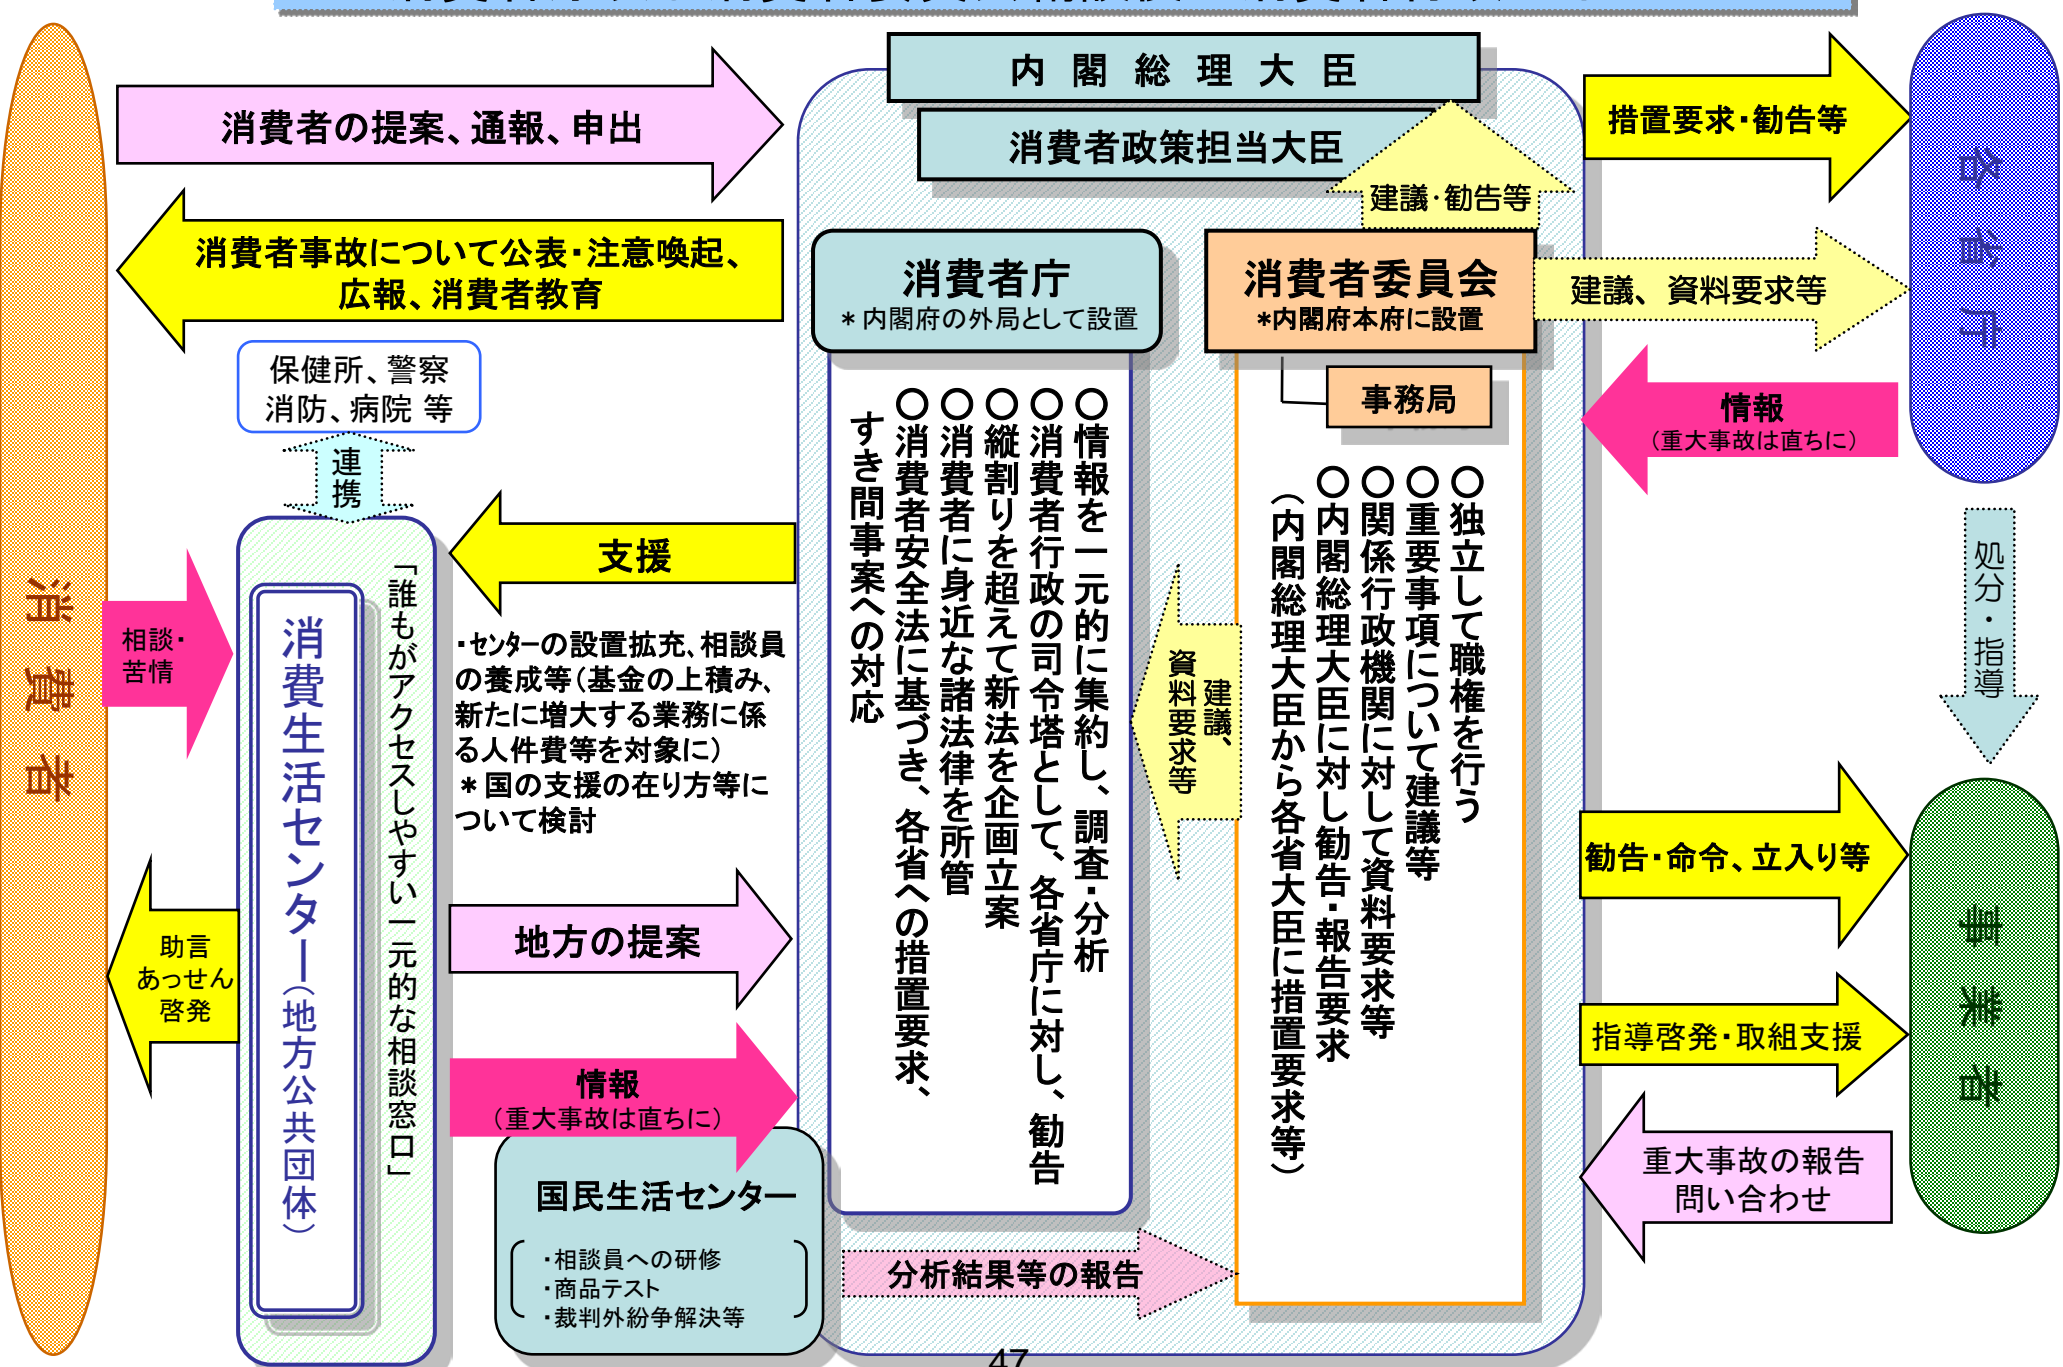 内閣総理大臣
消費者政策担当大臣
消費者の提案、通報、申出
措置要求・勧告等
建議・勧告等
各省庁
消費者事故について公表・注意喚起、
広報、消費者教育
消費者庁
＊内閣府の外局として設置
消費者委員会
*内閣府本府に設置
建議、資料要求等
事務局
情報
（重大事故は直ちに）
保健所、警察
消防、病院 等
連携
○情報を一元的に集約し、調査・分析
○消費者行政の司令塔として、各省庁に対し、勧告
○縦割りを超えて新法を企画立案
○消費者に身近な諸法律を所管
○消費者安全法に基づき、各省への措置要求、
すき間事案への対応
○独立して職権を行う
○重要事項について建議等
○関係行政機関に対して資料要求等
○内閣総理大臣に対し勧告・報告要求
（内閣総理大臣から各省大臣に措置要求等）
建議、
資料要求等
処分・指導
支援
・センターの設置拡充、相談員
の養成等（基金の上積み、
新たに増大する業務に係
る人件費等を対象に）
＊国の支援の在り方等に
ついて検討
消費者
相談・
苦情
「誰もがアクセスしやすい一元的な相談窓口」
消費生活センター（地方公共団体）
助言
あっせん
啓発
地方の提案
情報
（重大事故は直ちに）
国民生活センター
・相談員への研修
・商品テスト
・裁判外紛争解決等
分析結果等の報告
勧告・命令、立入り等
指導啓発・取組支援
重大事故の報告
問い合わせ
事業者
47